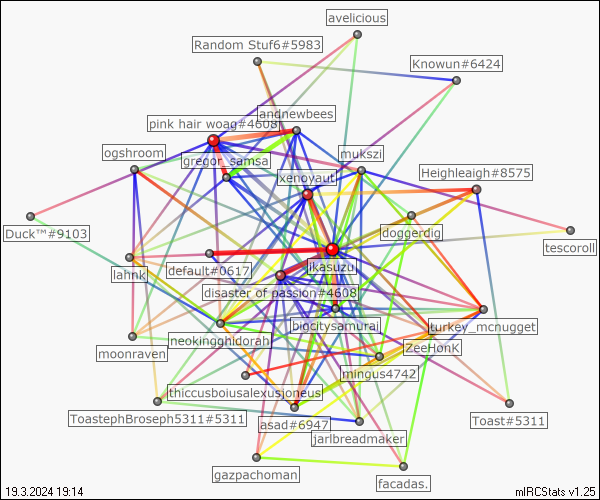 avelicious
Random Stuf6#5983
Knowun#6424
andnewbees
pink hair woag#4608
ogshroom
gregor_samsa
mukszi
xenoyaut
Heighleaigh#8575
Duck™#9103
doggerdig
tescoroll
lahnk
default#0617
ikasuzu
disaster of passion#4608
biocitysamurai
turkey_mcnugget
neokingghidorah
ZeeHonK
moonraven
mingus4742
thiccusboiusalexusjoneus
ToastephBroseph5311#5311
asad#6947
Toast#5311
jarlbreadmaker
gazpachoman
facadas.
19.3.2024 19:14
mIRCStats v1.25